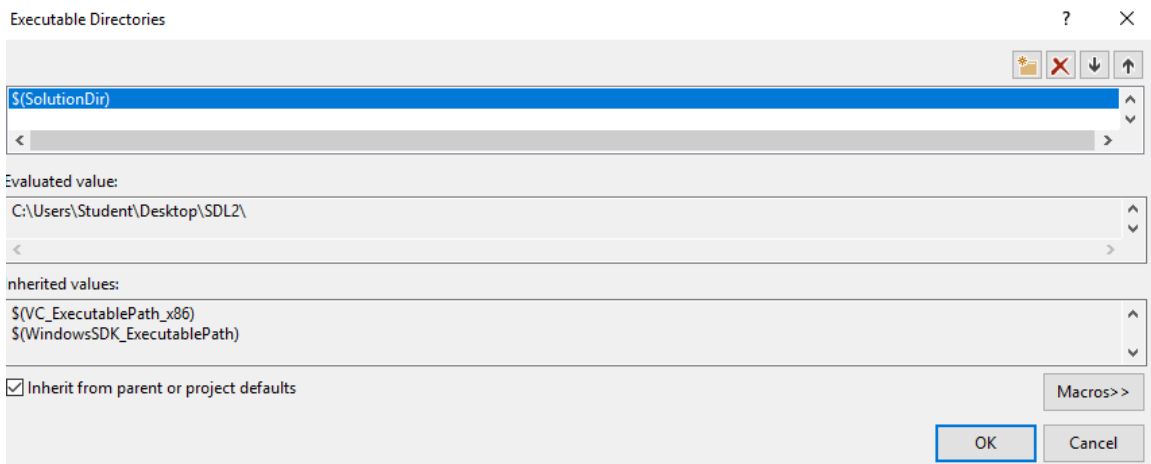 Executable Directories
$(SolutionDir)
Evaluated value:
C:\Users\Student\Desktop\SDL2\
nherited values:
$(VC_ExecutablePath_x86)
$(WindowsSDK_ExecutablePath)
Inherit from parent or project defaults
Macros>>
OK Cancel